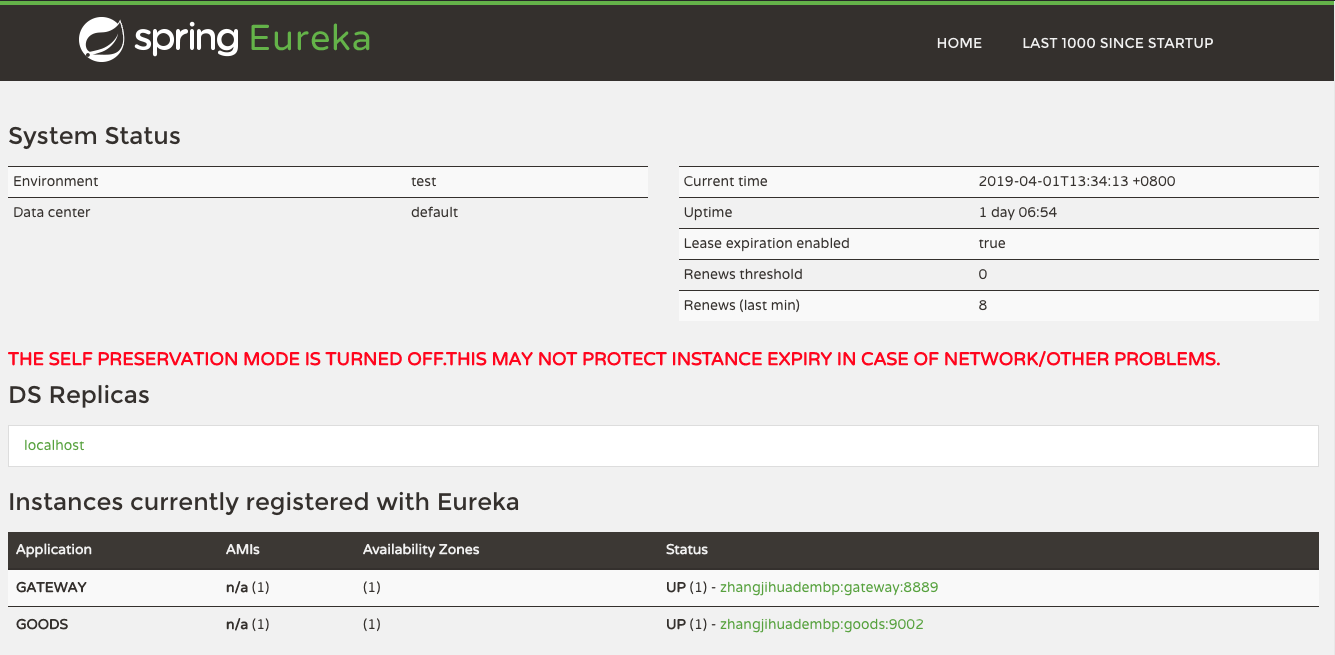 spring Eureka
HOME LAST 1000 SINCE STARTUP
System Status
Environment test
Data center default
Current time 2019-04-01T13:34:13 +0800
Uptime 1 day 06:54
Lease expiration enabled true
Renews threshold 0
Renews (last min) 8
THE SELF PRESERVATION MODE IS TURNED OFF.THIS MAY NOT PROTECT INSTANCE EXPIRY IN CASE OF NETWORK/OTHER PROBLEMS.
DS Replicas
localhost
Instances currently registered with Eureka
Application AMIs Availability Zones Status
GATEWAY n/a (1) (1) UP (1) - zhangjihuadembp:gateway:8889
GOODS n/a (1) (1) UP (1) - zhangjihuadembp:goods:9002